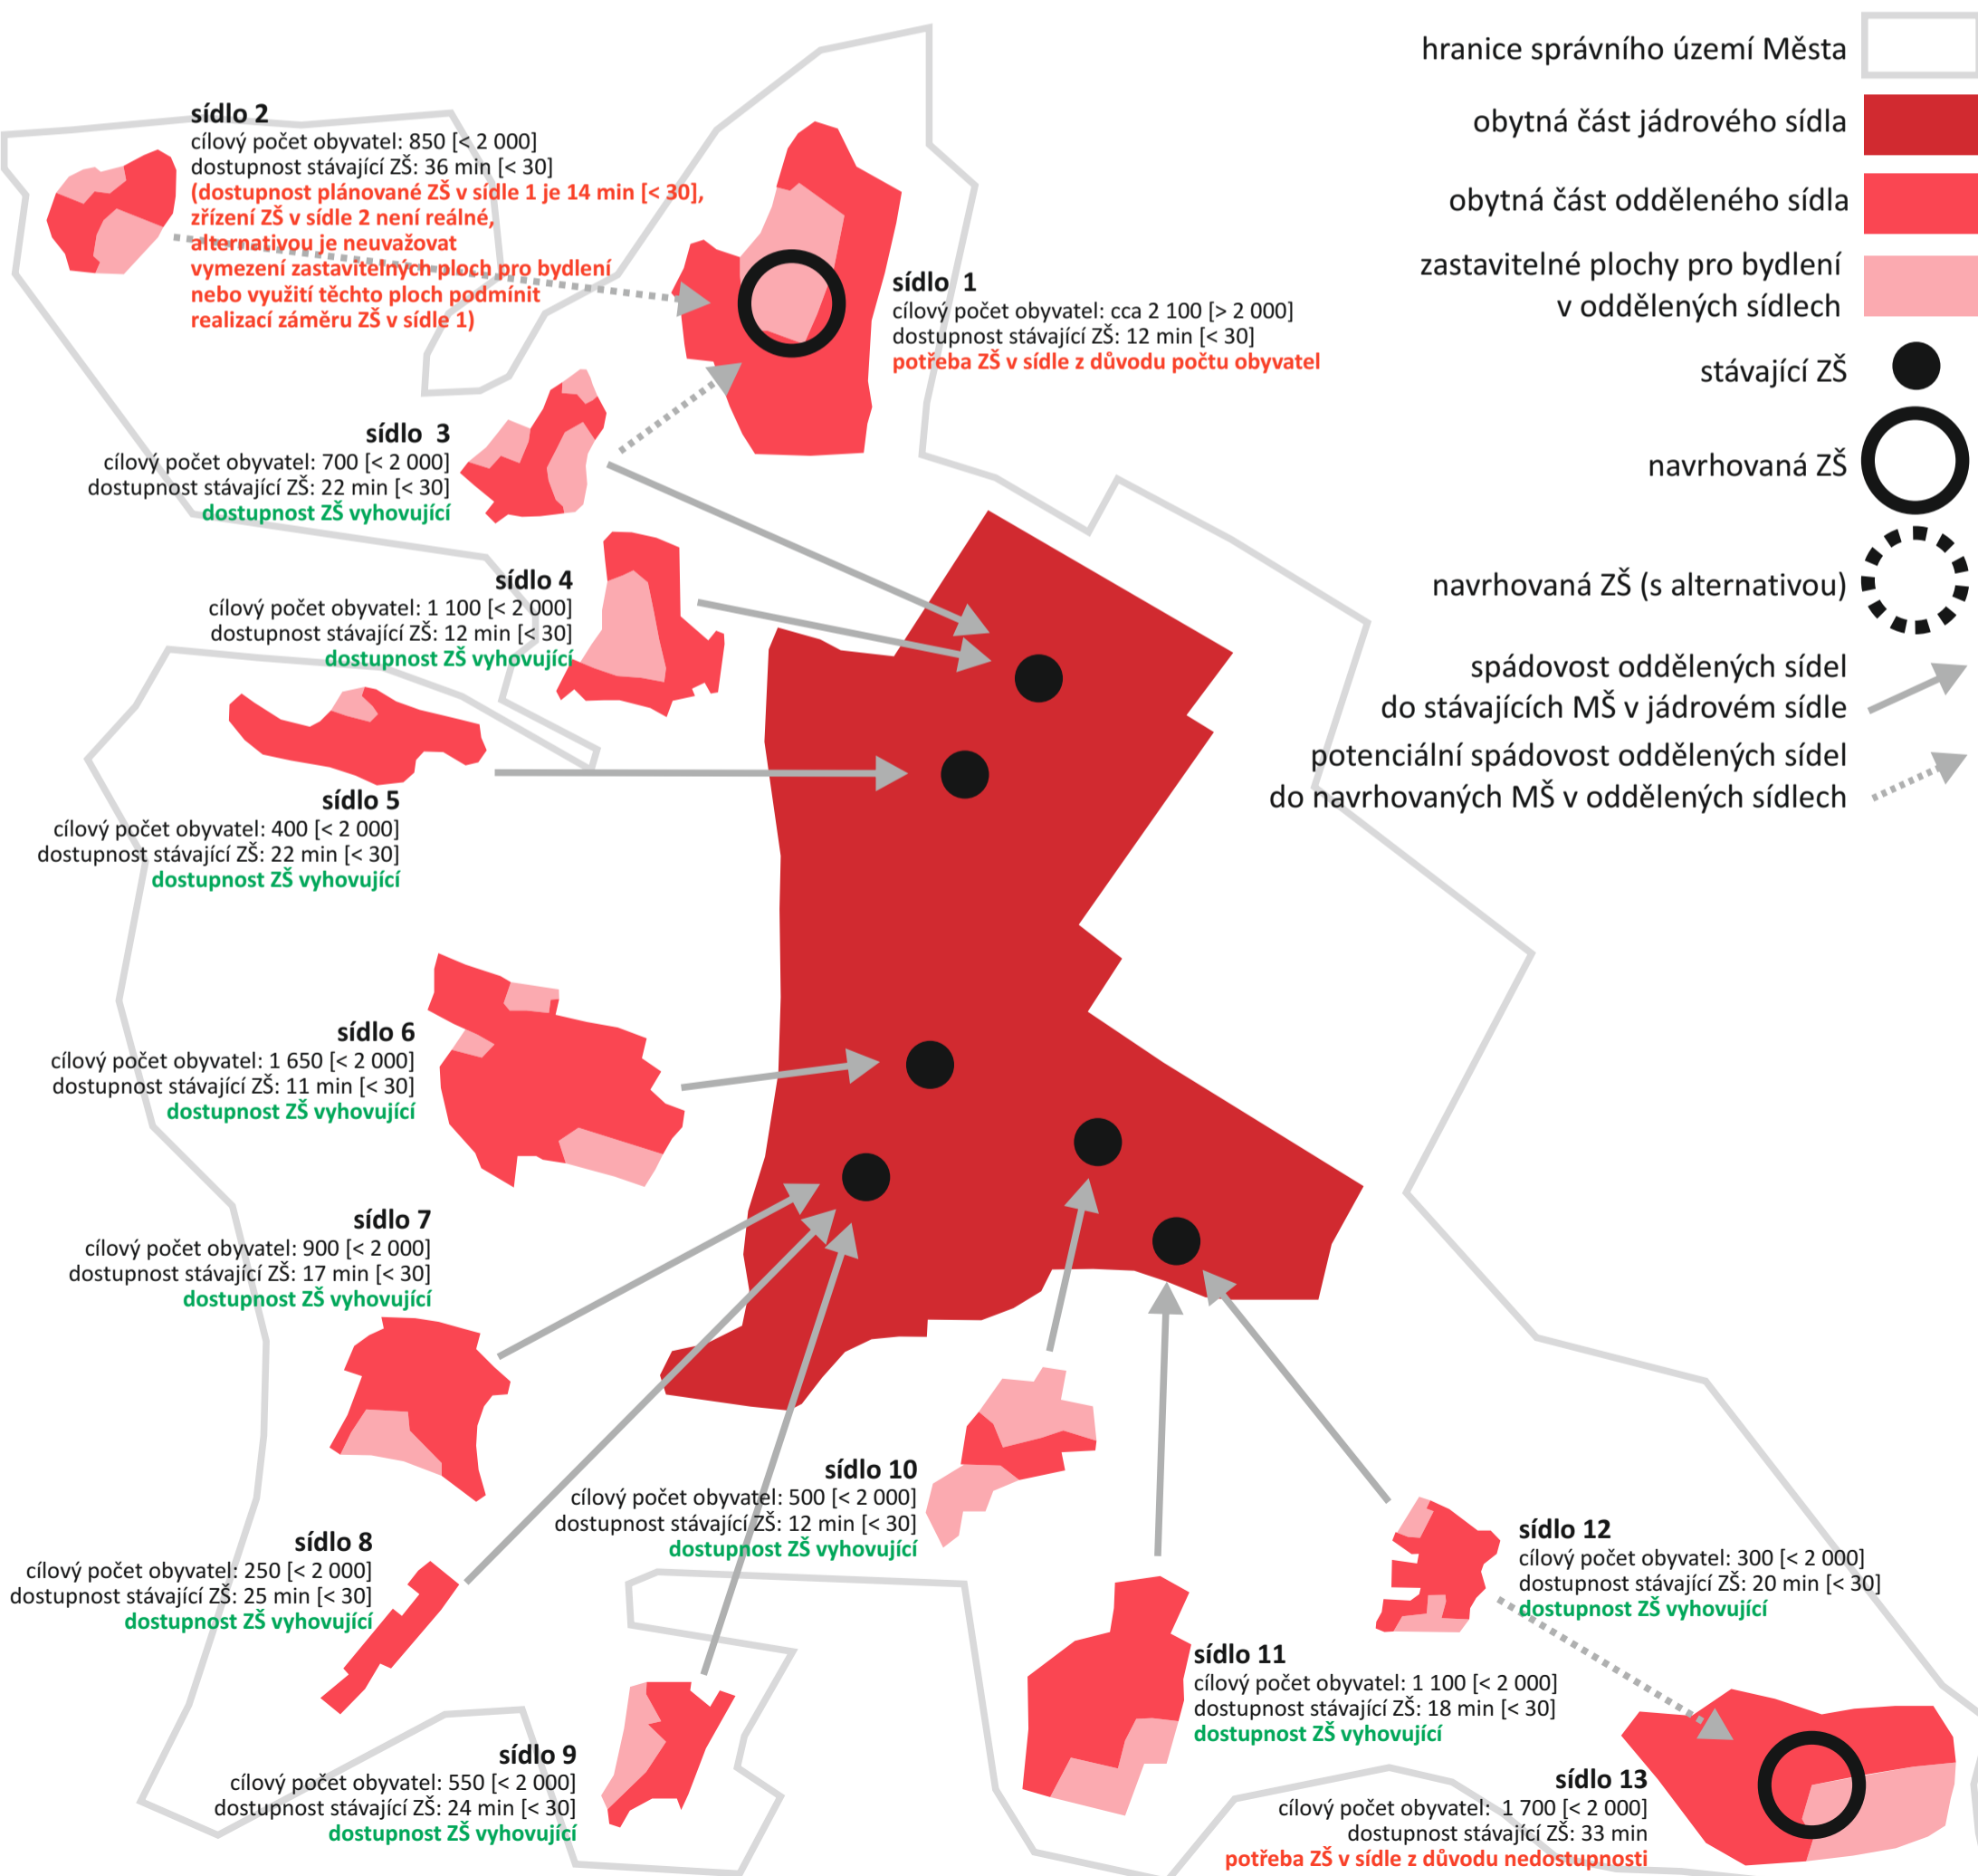 hranice správního území Města
obytná část jádrového sídla
obytná část odděleného sídla
zastavitelné plochy pro bydlení
v oddělených sídlech
stávající ZŠ
navrhovaná ZŠ
navrhovaná ZŠ (s alternativou)
spádovost oddělených sídel
do stávajících MŠ v jádrovém sídle
potenciální spádovost oddělených sídel
do navrhovaných MŠ v oddělených sídlech
sídlo 2
cílový počet obyvatel: 850 [< 2 000]
dostupnost stávající ZŠ: 36 min [< 30]
(dostupnost plánované ZŠ v sídle 1 je 14 min [< 30],
zřízení ZŠ v sídle 2 není reálné,
alternativou je neuvažovat
vymezení zastavitelných ploch pro bydlení
nebo využití těchto ploch podmínit
realizací záměru ZŠ v sídle 1)
sídlo 1
cílový počet obyvatel: cca 2 100 [> 2 000]
dostupnost stávající ZŠ: 12 min [< 30]
potřeba ZŠ v sídle z důvodu počtu obyvatel
sídlo 3
cílový počet obyvatel: 700 [< 2 000]
dostupnost stávající ZŠ: 22 min [< 30]
dostupnost ZŠ vyhovující
sídlo 4
cílový počet obyvatel: 1 100 [< 2 000]
dostupnost stávající ZŠ: 12 min [< 30]
dostupnost ZŠ vyhovující
sídlo 5
cílový počet obyvatel: 400 [< 2 000]
dostupnost stávající ZŠ: 22 min [< 30]
dostupnost ZŠ vyhovující
sídlo 6
cílový počet obyvatel: 1 650 [< 2 000]
dostupnost stávající ZŠ: 11 min [< 30]
dostupnost ZŠ vyhovující
sídlo 7
cílový počet obyvatel: 900 [< 2 000]
dostupnost stávající ZŠ: 17 min [< 30]
dostupnost ZŠ vyhovující
sídlo 10
cílový počet obyvatel: 500 [< 2 000]
dostupnost stávající ZŠ: 12 min [< 30]
dostupnost ZŠ vyhovující
sídlo 8
cílový počet obyvatel: 250 [< 2 000]
dostupnost stávající ZŠ: 25 min [< 30]
dostupnost ZŠ vyhovující
sídlo 12
cílový počet obyvatel: 300 [< 2 000]
dostupnost stávající ZŠ: 20 min [< 30]
dostupnost ZŠ vyhovující
sídlo 11
cílový počet obyvatel: 1 100 [< 2 000]
dostupnost stávající ZŠ: 18 min [< 30]
dostupnost ZŠ vyhovující
sídlo 9
cílový počet obyvatel: 550 [< 2 000]
dostupnost stávající ZŠ: 24 min [< 30]
dostupnost ZŠ vyhovující
sídlo 13
cílový počet obyvatel: 1 700 [< 2 000]
dostupnost stávající ZŠ: 33 min
potřeba ZŠ v sídle z důvodu nedostupnosti